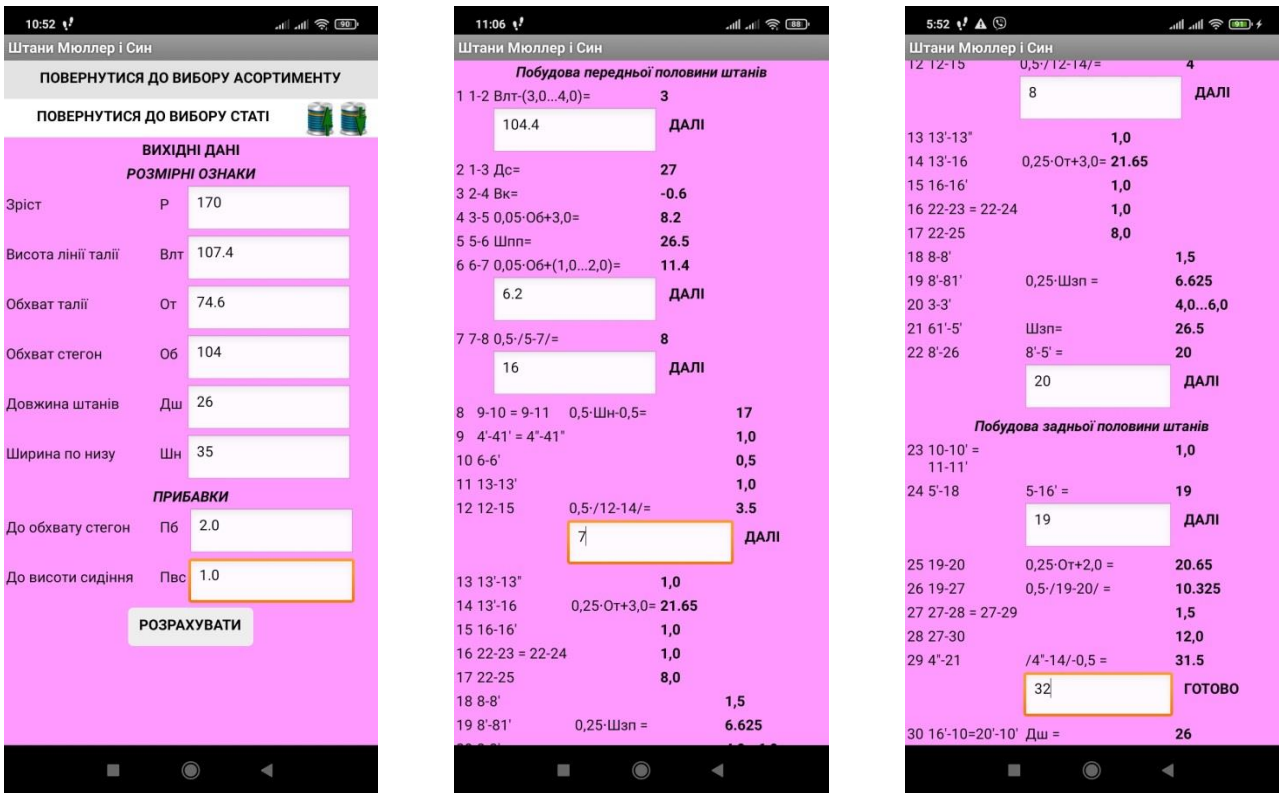 10:52
90
Штани Мюллер і Син
ПОВЕРНУТИСЯ ДО ВИБОРУ АСОРТИМЕНТУ
ПОВЕРНУТИСЯ ДО ВИБОРУ СТАТІ
ВИХІДНІ ДАНІ
РОЗМІРНІ ОЗНАКИ
Зріст Р 170
Висота лінії талії Влт 107.4
Обхват талії От 74.6
Обхват стегон Об 104
Довжина штанів Дш 26
Ширина по низу Шн 35
ПРИБАВКИ
До обхвату стегон Пб 2.0
До висоти сидіння Пвс 1.0
РОЗРАХУВАТИ
11:06
88
Штани Мюллер і Син
Побудова передньої половини штанів
1 1-2 Влт-(3,0...4,0)= 3
104.4 ДАЛІ
2 1-3 Дс= 27
3 2-4 Вк= -0.6
4 3-5 0,05·Об+3,0= 8.2
5 5-6 Шпп= 26.5
6 6-7 0,05·Об+(1,0...2,0)= 11.4
6.2 ДАЛІ
7 7-8 0,5·/5-7/= 8
16 ДАЛІ
8 9-10 = 9-11 0,5·Шн-0,5= 17
9 4'-41' = 4"-41" 1,0
10 6-6' 0,5
11 13-13' 1,0
12 12-15 0,5·/12-14/= 3.5
7 ДАЛІ
13 13'-13" 1,0
14 13'-16 0,25·От+3,0= 21.65
15 16-16' 1,0
16 22-23 = 22-24 1,0
17 22-25 8,0
18 8-8' 1,5
19 8'-81' 0,25·Шзп = 6.625
5:52
91
Штани Мюллер і Син
12 12-15 0,5·/12-14/= 4
8 ДАЛІ
13 13'-13" 1,0
14 13'-16 0,25·От+3,0= 21.65
15 16-16' 1,0
16 22-23 = 22-24 1,0
17 22-25 8,0
18 8-8' 1,5
19 8'-81' 0,25·Шзп = 6.625
20 3-3' 4,0...6,0
21 61'-5' Шзп= 26.5
22 8'-26 8'-5' = 20
20 ДАЛІ
Побудова задньої половини штанів
23 10-10' = 1,0
11-11'
24 5'-18 5-16' = 19
19 ДАЛІ
25 19-20 0,25·От+2,0 = 20.65
26 19-27 0,5·/19-20/ = 10.325
27 27-28 = 27-29 1,5
28 27-30 12,0
29 4"-21 /4"-14/-0,5 = 31.5
32 ГОТОВО
30 16'-10=20'-10' Дш = 26